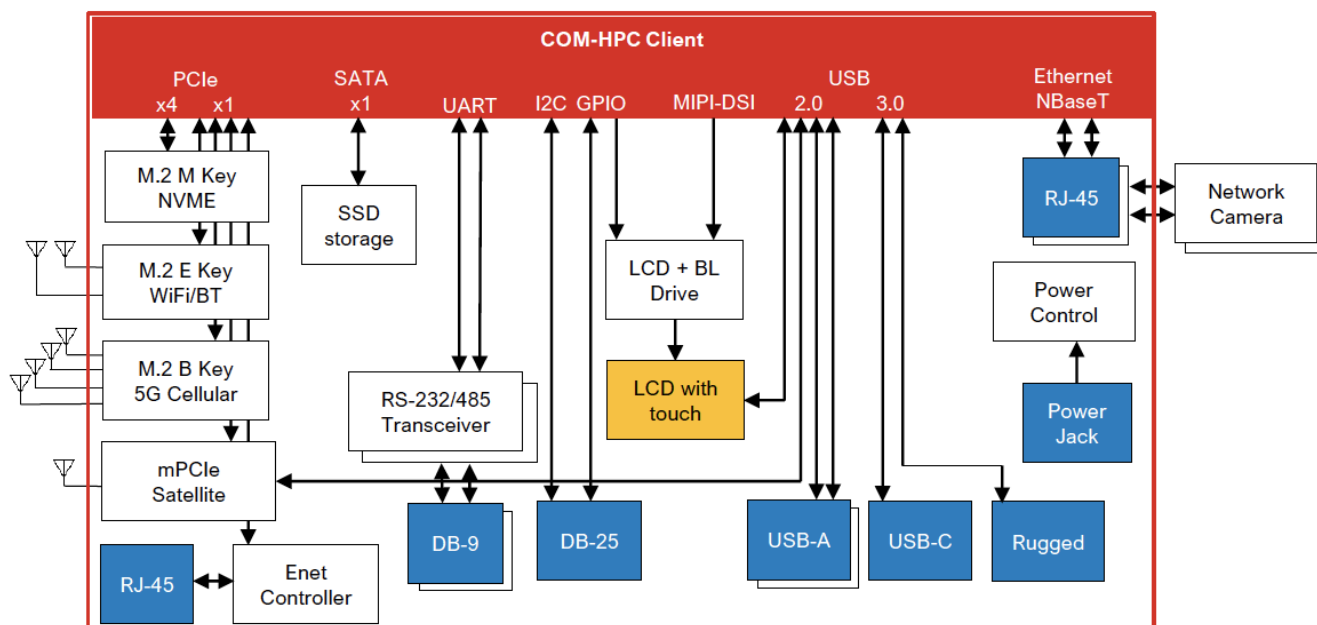 COM-HPC Client
PCIe
x4 x1
SATA
x1
UART
I2C GPIO
MIPI-DSI
USB
2.0 3.0
Ethernet
NBaseT
M.2 M Key
NVME
SSD
storage
RJ-45
Network
Camera
M.2 E Key
WiFi/BT
LCD + BL
Drive
Power
Control
M.2 B Key
5G Cellular
RS-232/485
Transceiver
LCD with
touch
Power
Jack
mPCIe
Satellite
DB-9
DB-25
USB-A
USB-C
Rugged
RJ-45
Enet
Controller